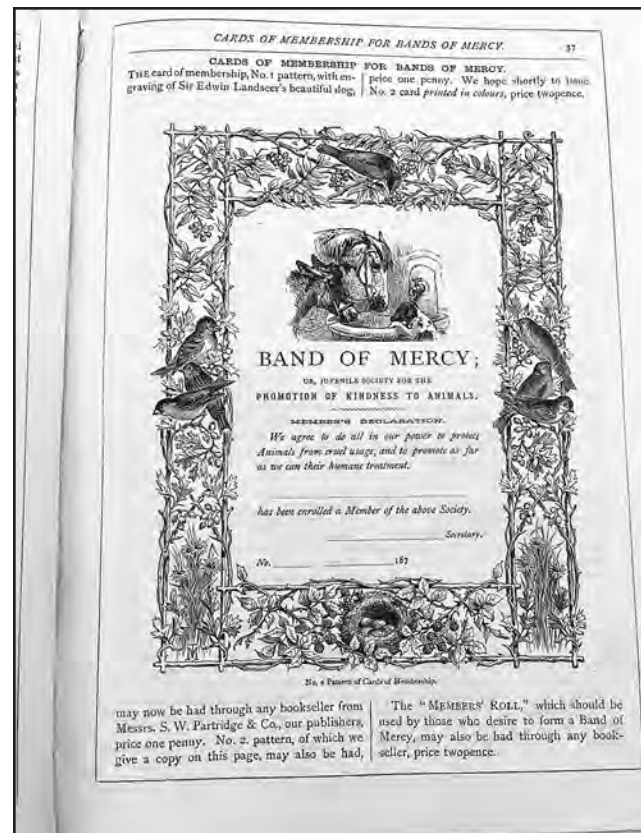 CARDS OF MEMBERSHIP FOR BANDS OF MERCY.
37
CARDS OF MEMBERSHIP FOR BANDS OF MERCY.
THE card of membership, No. 1 pattern, with en-
graving of Sir Edwin Landseer's beautiful dog,
price one penny. We hope shortly to issue
No. 2 card printed in colours, price twopence.
BAND OF MERCY;
OR, JUVENILE SOCIETY FOR THE
PROMOTION OF KINDNESS TO ANIMALS.
MEMBER'S DECLARATION.
We agree to do all in our power to protect
Animals from cruel usage, and to promote as far
as we can their humane treatment.
has been enrolled a Member of the above Society.
Secretary.
No. 187
No. 2 Pattern of Cards of Membership.
may now be had through any bookseller from
Messrs. S. W. Partridge & Co., our publishers,
price one penny. No. 2. pattern, of which we
give a copy on this page, may also be had,
The "MEMBERS' ROLL," which should be
used by those who desire to form a Band of
Mercy, may also be had through any book-
seller, price twopence.